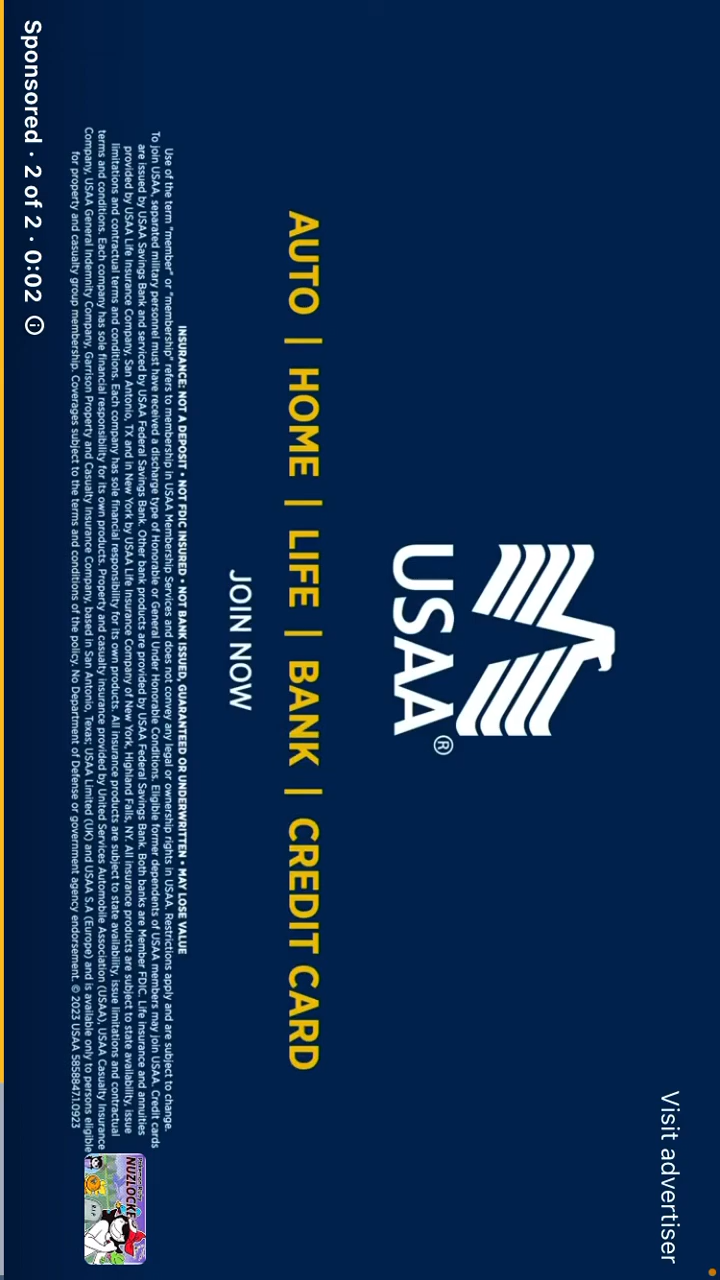 Visit advertiser
USAA®
AUTO | HOME | LIFE | BANK | CREDIT CARD
JOIN NOW
INSURANCE: NOT A DEPOSIT • NOT FDIC INSURED • NOT BANK ISSUED, GUARANTEED OR UNDERWRITTEN • MAY LOSE VALUE
Use of the term "member" or "membership" refers to membership in USAA Membership Services and does not convey any legal or ownership rights in USAA. Restrictions apply and are subject to change.
To join USAA, separated military personnel must have received a discharge type of Honorable or General Under Honorable Conditions. Eligible former dependents of USAA members may join USAA. Credit cards
are issued by USAA Savings Bank and serviced by USAA Federal Savings Bank. Other bank products are provided by USAA Federal Savings Bank. Both banks are Member FDIC. Life insurance and annuities
provided by USAA Life Insurance Company, San Antonio, TX and in New York by USAA Life Insurance Company of New York, Highland Falls, NY. All insurance products are subject to state availability, issue
limitations and contractual terms and conditions. Each company has sole financial responsibility for its own products. All insurance products are subject to state availability, issue limitations and contractual
terms and conditions. Each company has sole financial responsibility for its own products. Property and casualty insurance provided by United Services Automobile Association (USAA), USAA Casualty Insurance
Company, USAA General Indemnity Company, Garrison Property and Casualty Insurance Company, based in San Antonio, Texas; USAA Limited (UK) and USAA S.A (Europe) and is available only to persons eligible
for property and casualty group membership. Coverages subject to the terms and conditions of the policy. No Department of Defense or government agency endorsement. © 2023 USAA 5858847.1.0923
NUZLOCKE
RIP
Sponsored · 2 of 2 · 0:02